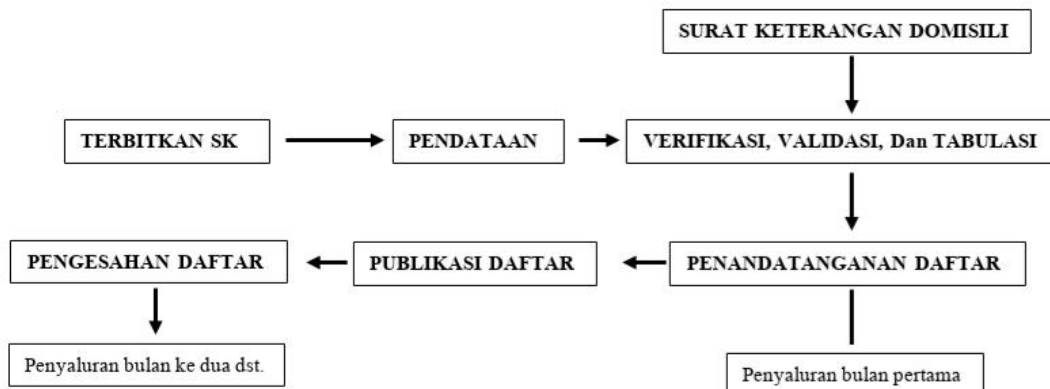 SURAT KETERANGAN DOMISILI
TERBITKAN SK
PENDATAAN
VERIFIKASI, VALIDASI, Dan TABULASI
PENGESAHAN DAFTAR
PUBLIKASI DAFTAR
PENANDATANGANAN DAFTAR
Penyaluran bulan ke dua dst.
Penyaluran bulan pertama